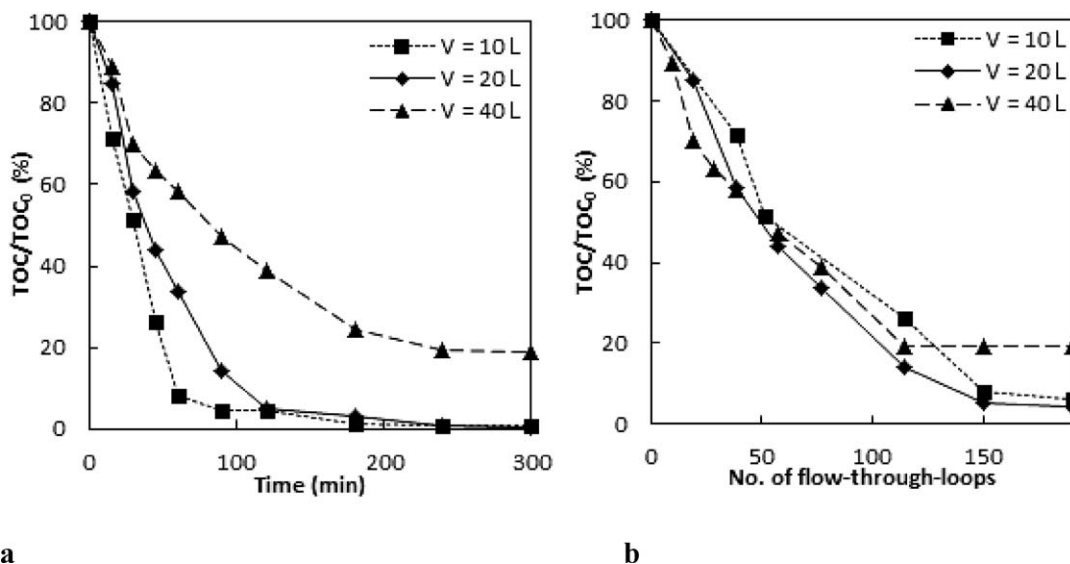 100
80
60
40
20
0
TOC/TOC₀ (%)
V = 10 L
V = 20 L
V = 40 L
0 100 200 300
Time (min)
a
100
80
60
40
20
0
TOC/TOC₀ (%)
V = 10 L
V = 20 L
V = 40 L
0 50 100 150
No. of flow-through-loops
b